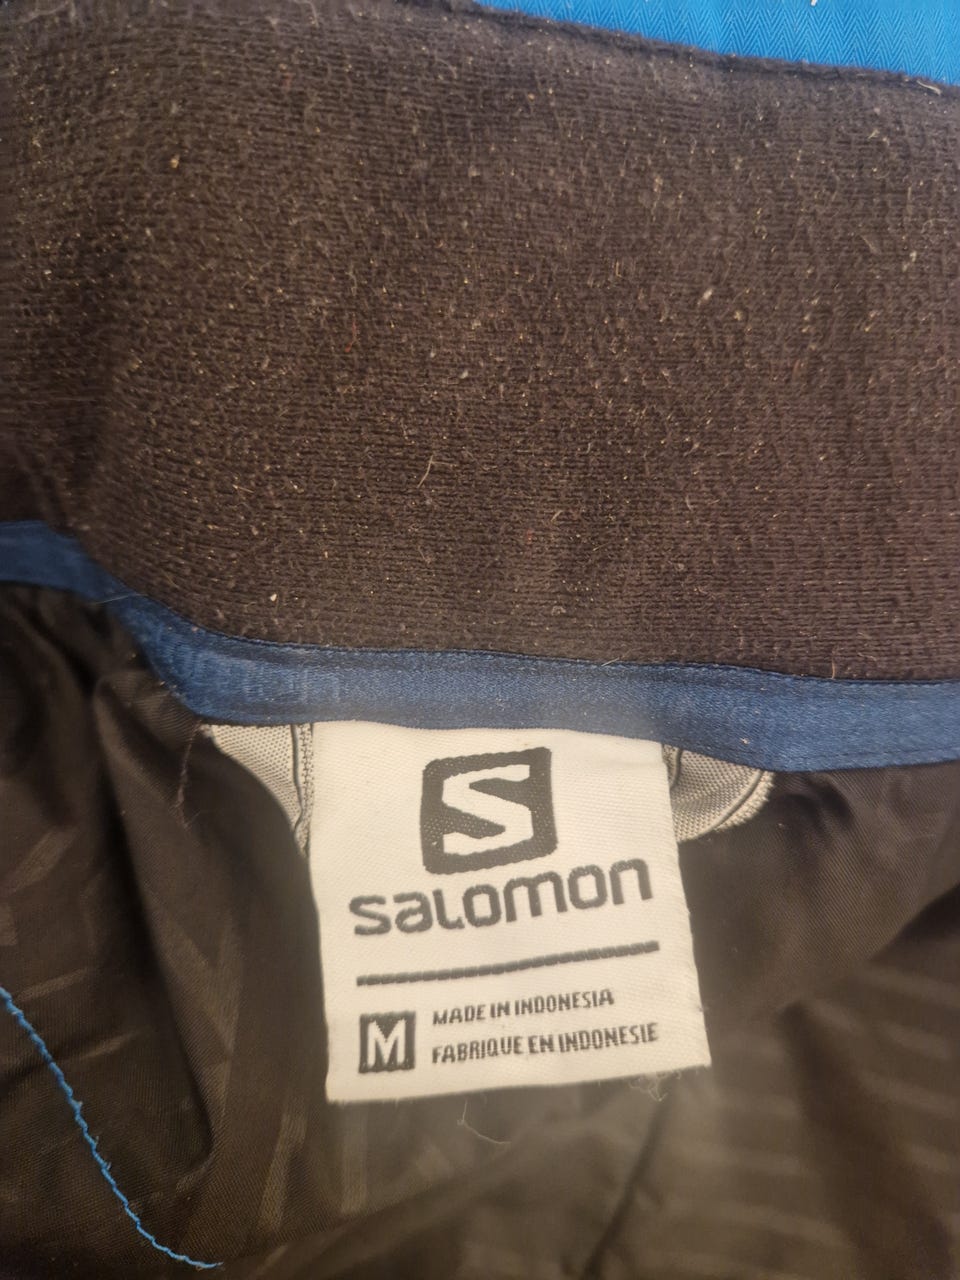 S
salomon
M
MADE IN INDONESIA
FABRIQUE EN INDONESIE